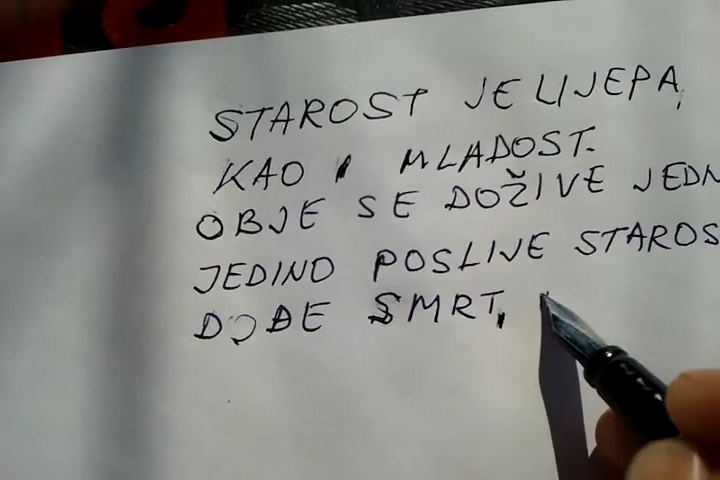 STAROST JE LIJEPA,
KAO I MLADOST.
OBJE SE DOŽIVE
JEDINO POSLIJE
DOĐE SMRT,